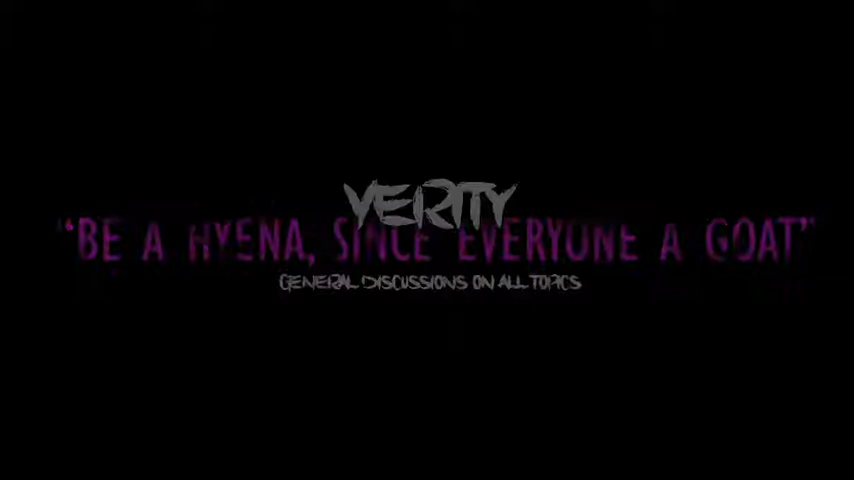 VERITY
"BE A HYENA, SINCE EVERYONE A GOAT"
GENERAL DISCUSSIONS ON ALL TOPICS